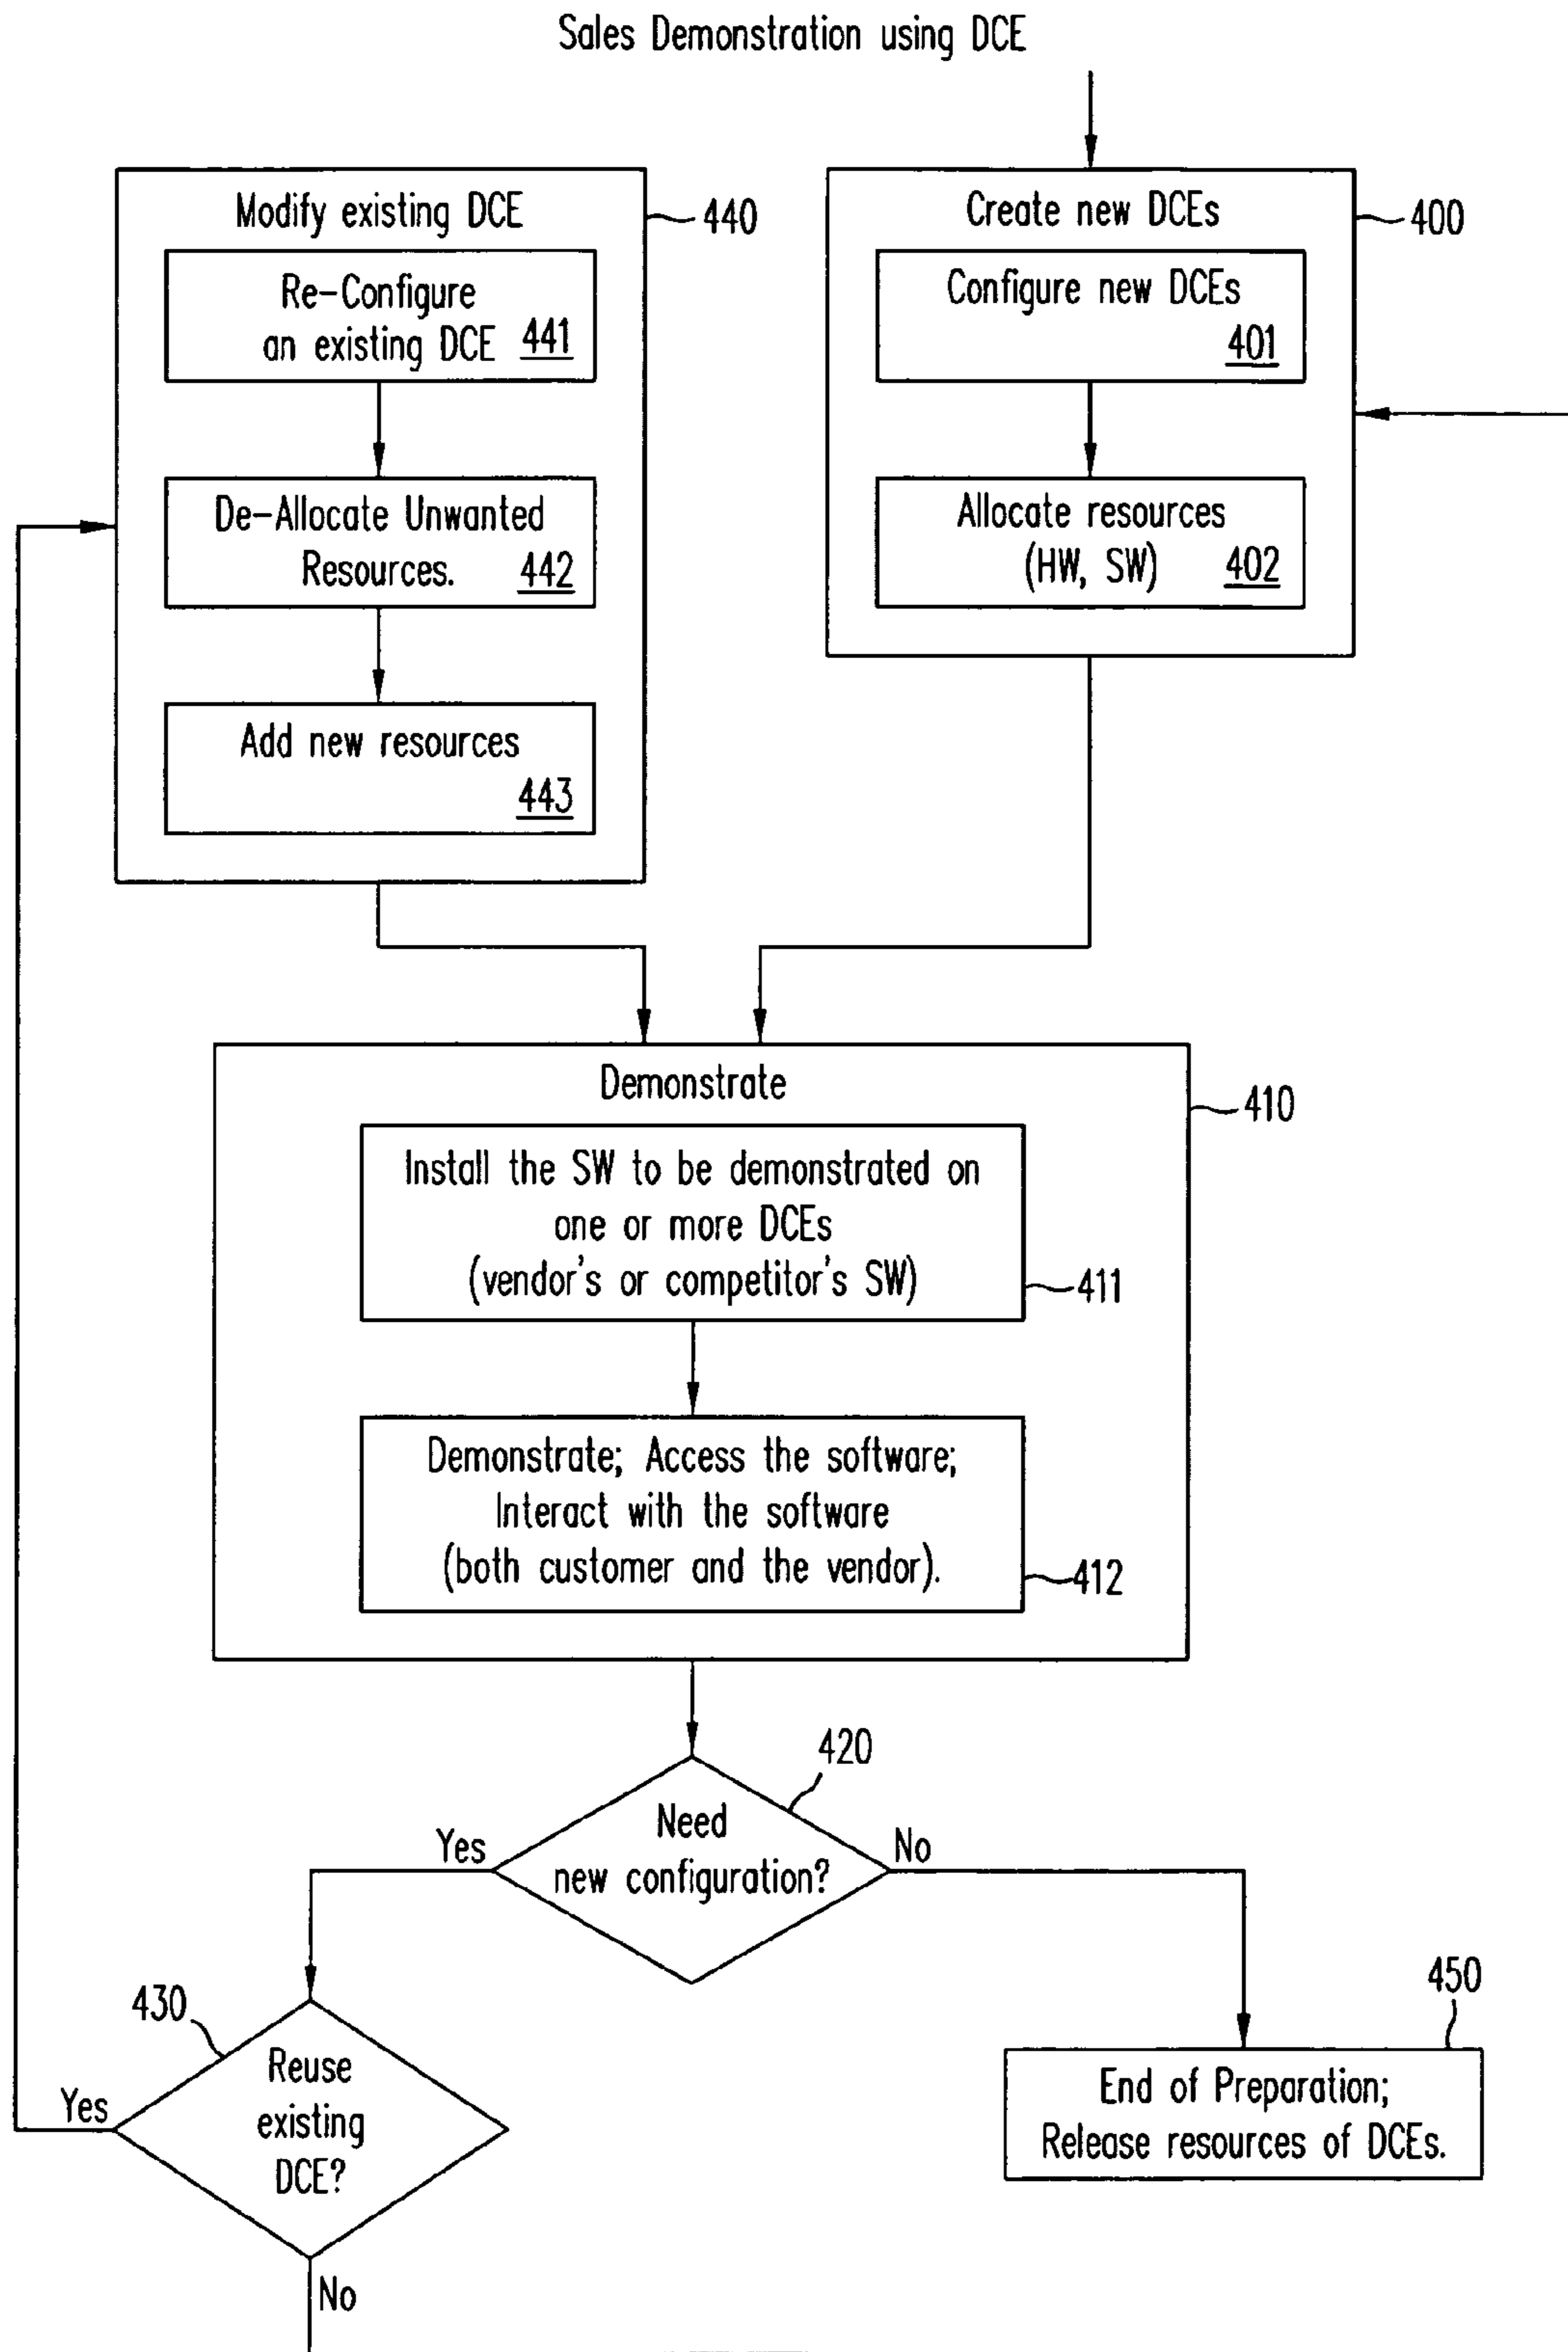 Sales Demonstration using DCE
Modify existing DCE
440
Re-Configure
an existing DCE 441
De-Allocate Unwanted
Resources. 442
Add new resources
443
Create new DCEs
400
Configure new DCEs
401
Allocate resources
(HW, SW) 402
Demonstrate
410
Install the SW to be demonstrated on
one or more DCEs
(vendor's or competitor's SW)
411
Demonstrate; Access the software;
Interact with the software
(both customer and the vendor).
412
420
Need
new configuration?
Yes
No
430
Reuse
existing
DCE?
Yes
No
450
End of Preparation;
Release resources of DCEs.